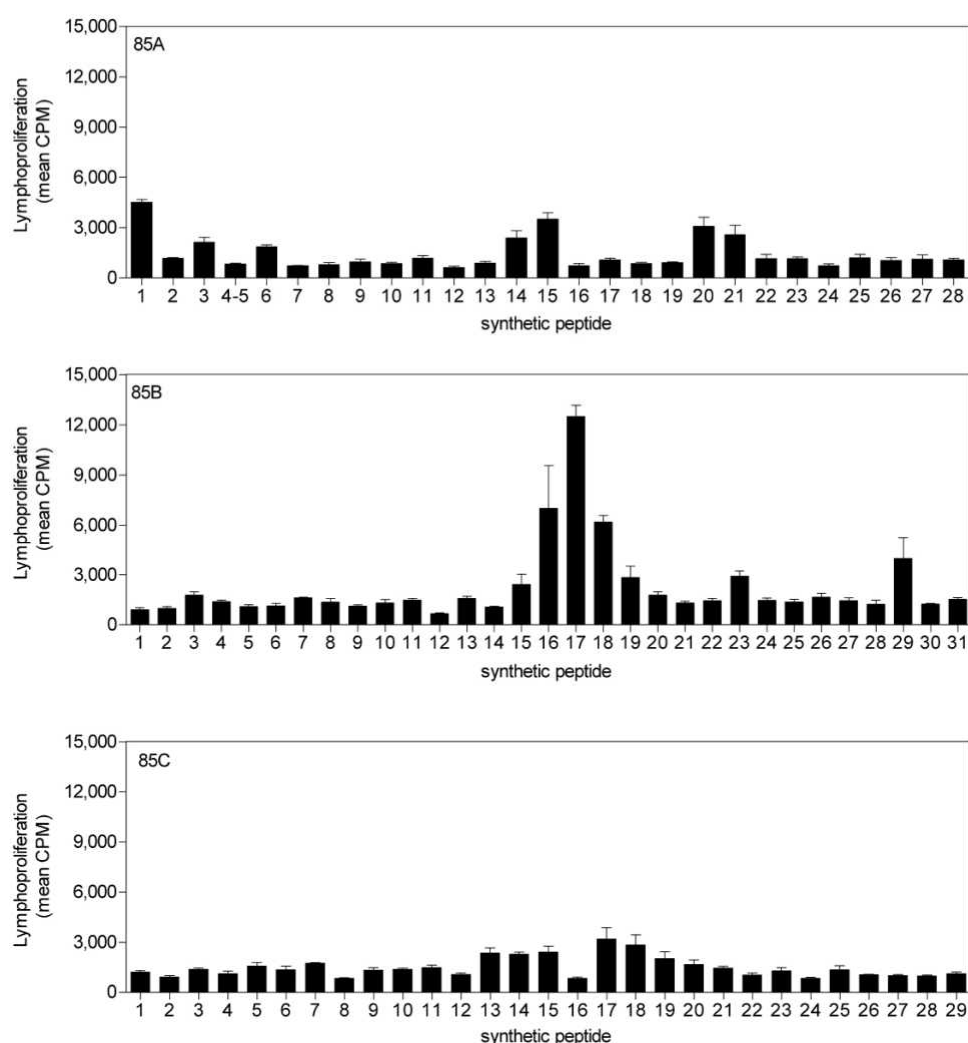 85A
Lymphoproliferation
(mean CPM)
15,000
12,000
9,000
6,000
3,000
0
1 2 3 4-5 6 7 8 9 10 11 12 13 14 15 16 17 18 19 20 21 22 23 24 25 26 27 28
synthetic peptide
85B
Lymphoproliferation
(mean CPM)
15,000
12,000
9,000
6,000
3,000
0
1 2 3 4 5 6 7 8 9 10 11 12 13 14 15 16 17 18 19 20 21 22 23 24 25 26 27 28 29 30 31
synthetic peptide
85C
Lymphoproliferation
(mean CPM)
15,000
12,000
9,000
6,000
3,000
0
1 2 3 4 5 6 7 8 9 10 11 12 13 14 15 16 17 18 19 20 21 22 23 24 25 26 27 28 29
synthetic peptide